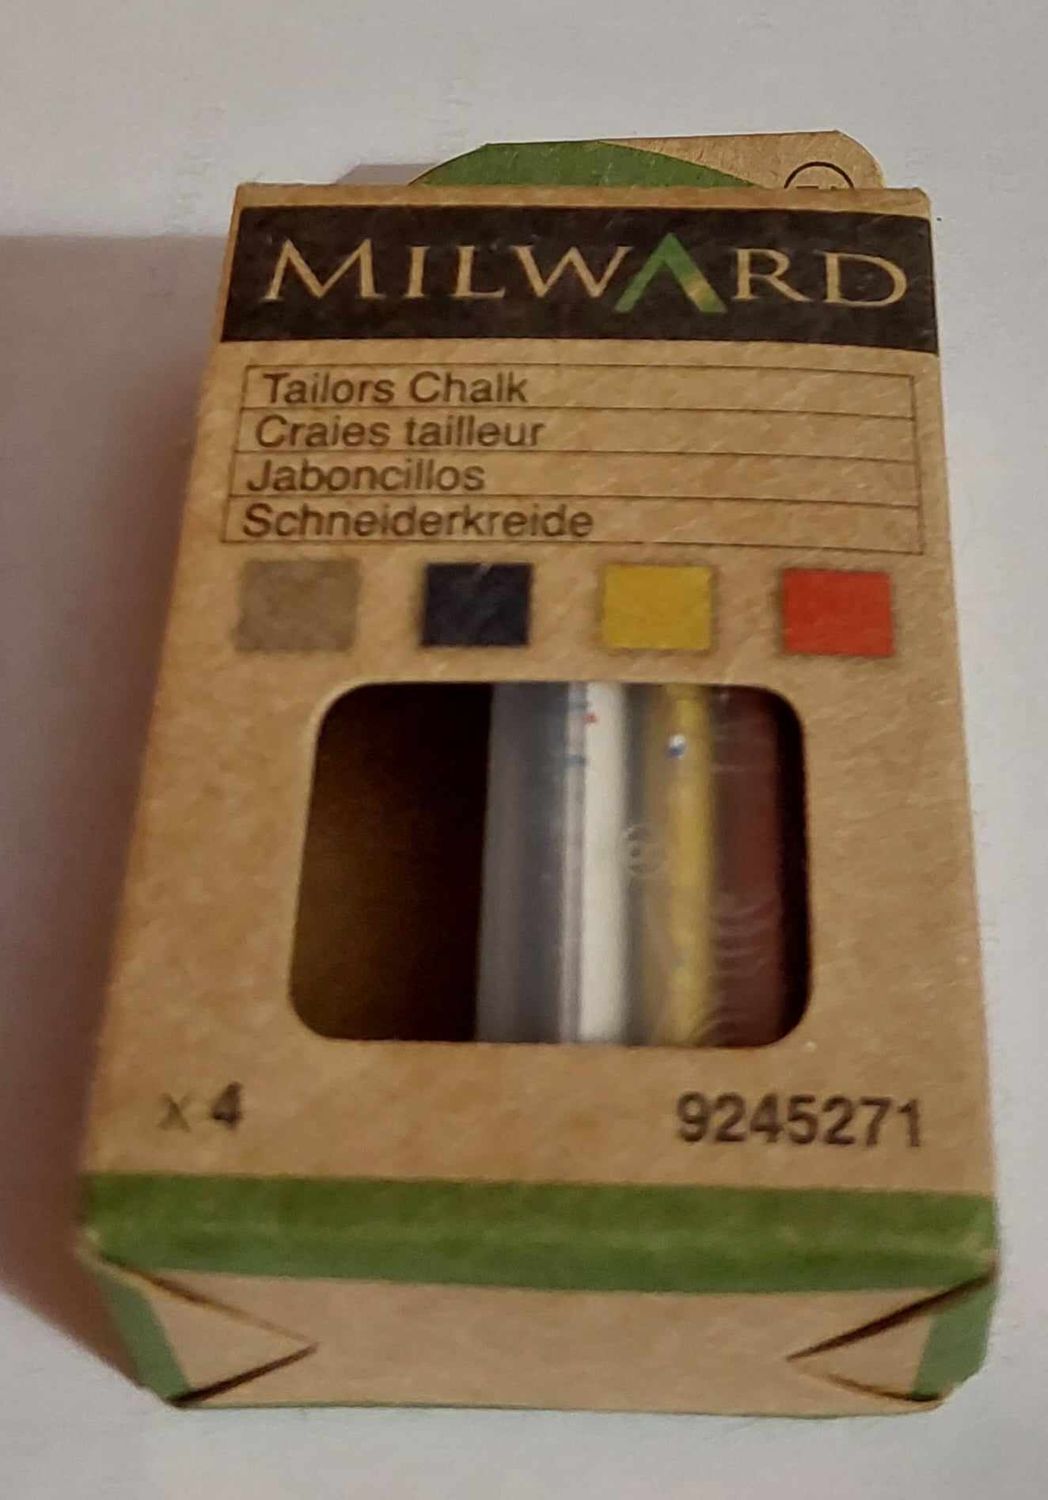 MILWARD
Tailors Chalk
Craies tailleur
Jaboncillos
Schneiderkreide
x 4
9245271